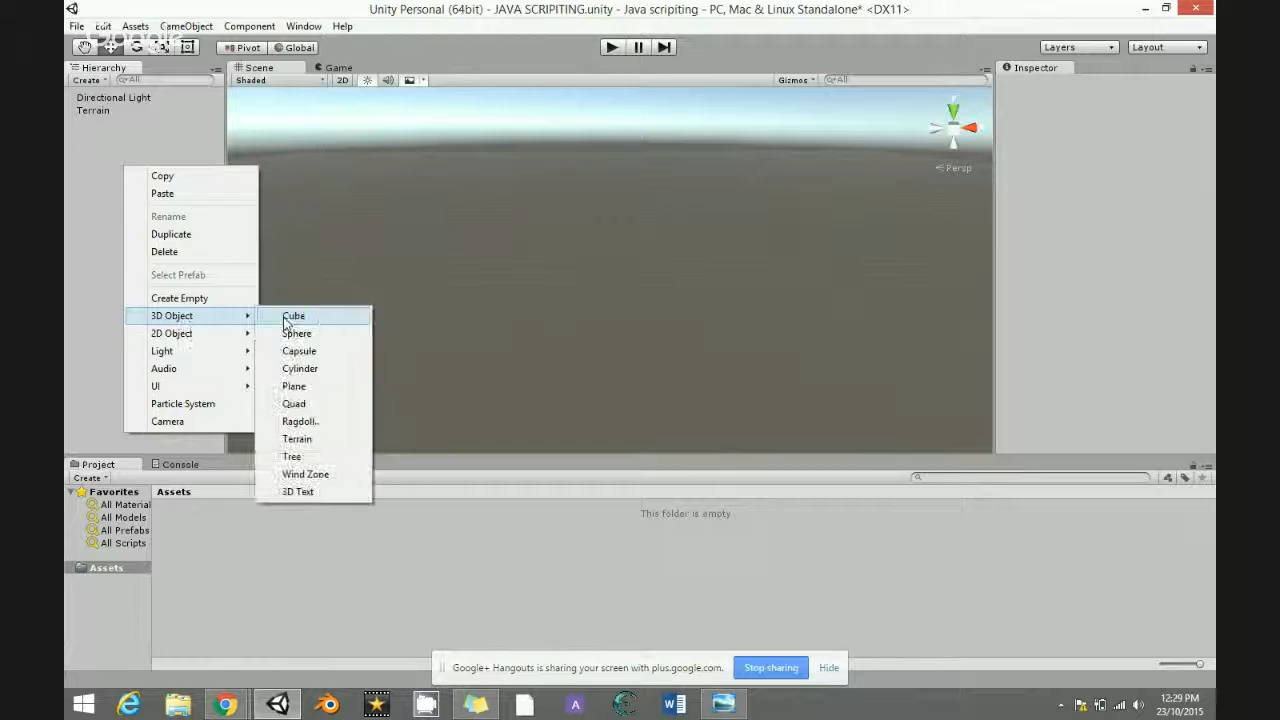 Unity Personal (64bit) - JAVA SCRIPITING.unity - Java scripiting - PC, Mac & Linux Standalone* <DX11>
File Edit Assets GameObject Component Window Help
Google+
Pivot Global Layers Layout
Hierarchy Scene Game Inspector
Create All Shaded 2D Gizmos All
Directional Light
Terrain
Persp
Copy
Paste
Rename
Duplicate
Delete
Select Prefab
Create Empty
3D Object
2D Object
Light
Audio
UI
Particle System
Camera
Cube
Sphere
Capsule
Cylinder
Plane
Quad
Ragdoll..
Terrain
Tree
Wind Zone
3D Text
Project Console
Create
Favorites
All Material
All Models
All Prefabs
All Scripts
Assets
Assets
This folder is empty
Google+ Hangouts is sharing your screen with plus.google.com. Stop sharing Hide
12:29 PM
23/10/2015